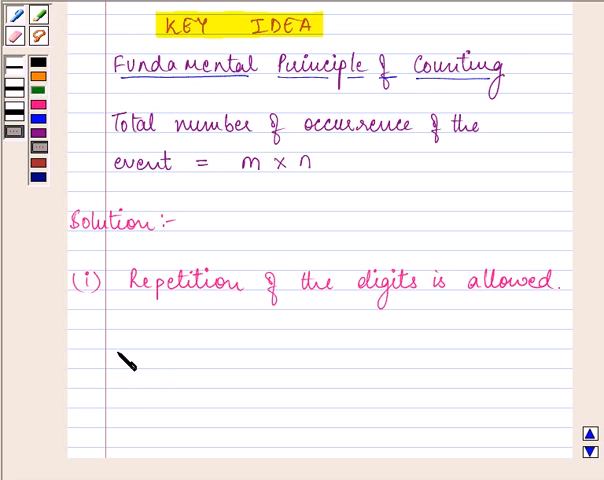 KEY IDEA
Fundamental Principle of Counting
Total number of occurrence of the
event = m × n
Solution :-
(i) Repetition of the digits is allowed.